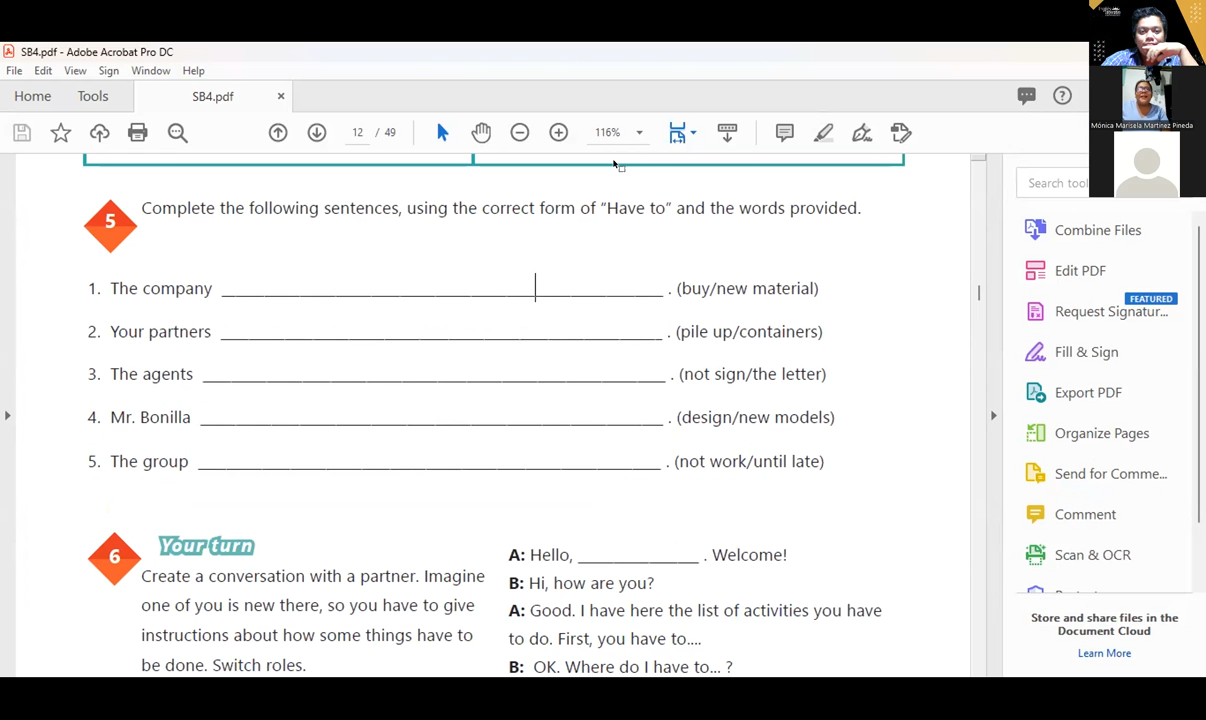 SB4.pdf - Adobe Acrobat Pro DC
File Edit View Sign Window Help
Home Tools SB4.pdf ×
12 / 49 116%
Mónica Marisela Martinez Pineda
5 Complete the following sentences, using the correct form of “Have to” and the words provided.
1. The company ______________________ . (buy/new material)
2. Your partners ______________________ . (pile up/containers)
3. The agents ______________________ . (not sign/the letter)
4. Mr. Bonilla ______________________ . (design/new models)
5. The group ______________________ . (not work/until late)
6 Your turn
Create a conversation with a partner. Imagine
one of you is new there, so you have to give
instructions about how some things have to
be done. Switch roles.
A: Hello, ______________ . Welcome!
B: Hi, how are you?
A: Good. I have here the list of activities you have
to do. First, you have to....
B: OK. Where do I have to... ?
Search tool
Combine Files
Edit PDF
FEATURED
Request Signatur...
Fill & Sign
Export PDF
Organize Pages
Send for Comme...
Comment
Scan & OCR
Store and share files in the
Document Cloud
Learn More